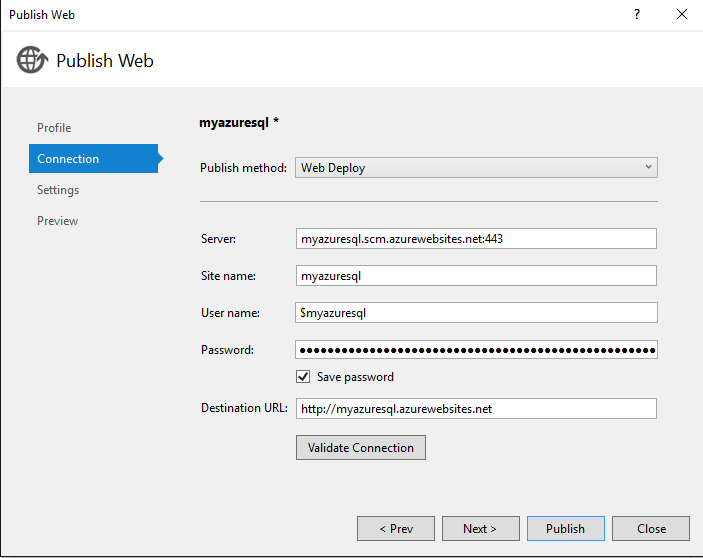 Publish Web
? ×
Publish Web
Profile
Connection
Settings
Preview
myazuresql *
Publish method: Web Deploy
Server: myazuresql.scm.azurewebsites.net:443
Site name: myazuresql
User name: $myazuresql
Password: ●●●●●●●●●●●●●●●●●●●●●●●●●●●●●●●●●●●●●●●●●●●●●●●●●●●
Save password
Destination URL: http://myazuresql.azurewebsites.net
Validate Connection
< Prev Next > Publish Close